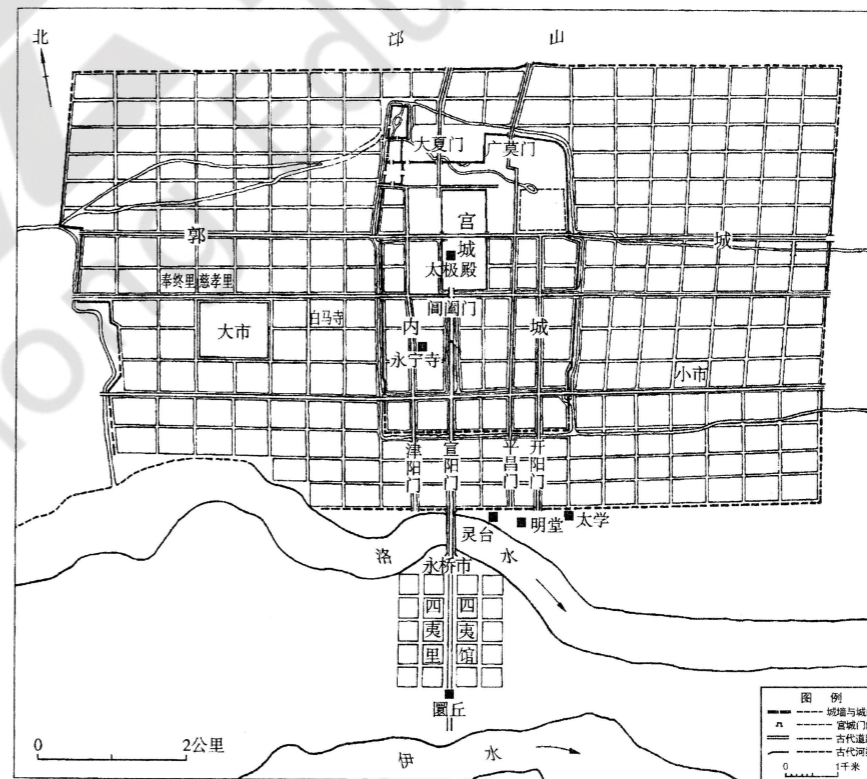 北
邙 山
大夏门
广莫门
宫
城
郭
城
太极殿
奉终里
慈孝里
阊阖门
大市
白马寺
内
城
永宁寺
小市
津阳门
宣阳门
平昌门
开阳门
灵台
明堂
太学
洛 水
永桥市
四夷里
四夷馆
圜丘
伊 水
0 2公里
图 例
城墙与城
宫城门
古代道
古代河
0 1千米